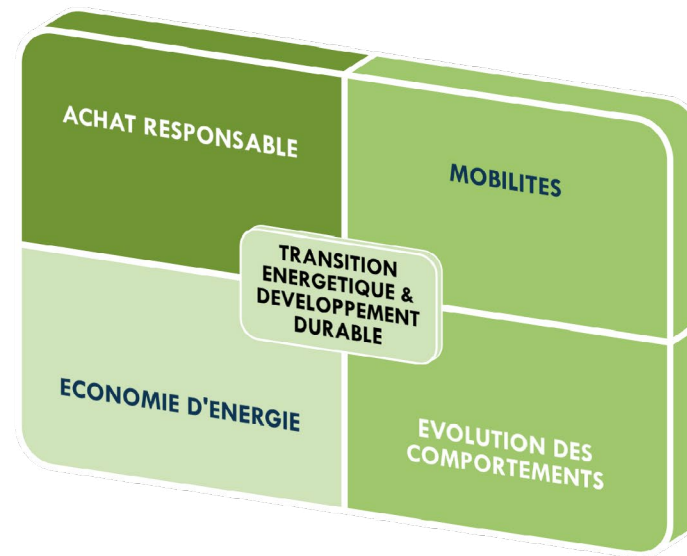 ACHAT RESPONSABLE
MOBILITES
TRANSITION
ENERGETIQUE &
DEVELOPPEMENT
DURABLE
ECONOMIE D'ENERGIE
EVOLUTION DES
COMPORTEMENTS